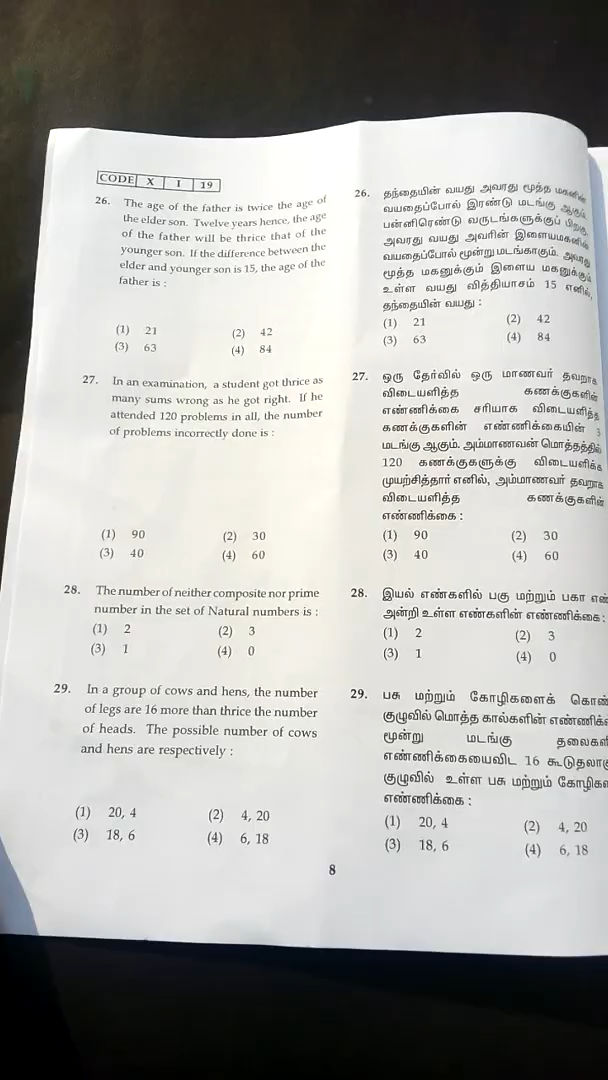 CODE X I 19
26. The age of the father is twice the age of
the elder son. Twelve years hence, the age
of the father will be thrice that of the
younger son. If the difference between the
elder and younger son is 15, the age of the
father is :
(1) 21 (2) 42
(3) 63 (4) 84
27. In an examination, a student got thrice as
many sums wrong as he got right. If he
attended 120 problems in all, the number
of problems incorrectly done is :
(1) 90 (2) 30
(3) 40 (4) 60
28. The number of neither composite nor prime
number in the set of Natural numbers is :
(1) 2 (2) 3
(3) 1 (4) 0
29. In a group of cows and hens, the number
of legs are 16 more than thrice the number
of heads. The possible number of cows
and hens are respectively :
(1) 20, 4 (2) 4, 20
(3) 18, 6 (4) 6, 18
26. தந்தையின் வயது அவரது மூத்த மகனின்
வயதைப்போல் இரண்டு மடங்கு ஆகும்.
பன்னிரெண்டு வருடங்களுக்குப் பிறகு,
அவரது வயது அவரின் இளையமகனின்
வயதைப்போல் மூன்று மடங்காகும். அவரது
மூத்த மகனுக்கும் இளைய மகனுக்கும்
உள்ள வயது வித்தியாசம் 15 எனில்,
தந்தையின் வயது :
(1) 21 (2) 42
(3) 63 (4) 84
27. ஒரு தேர்வில் ஒரு மாணவர் தவறாக
விடையளித்த கணக்குகளின்
எண்ணிக்கை சரியாக விடையளித்த
கணக்குகளின் எண்ணிக்கையின் 3
மடங்கு ஆகும். அம்மாணவன் மொத்தத்தில்
120 கணக்குகளுக்கு விடையளிக்க
முயற்சித்தார் எனில், அம்மாணவர் தவறாக
விடையளித்த கணக்குகளின்
எண்ணிக்கை :
(1) 90 (2) 30
(3) 40 (4) 60
28. இயல் எண்களில் பகு மற்றும் பகா எண்
அன்றி உள்ள எண்களின் எண்ணிக்கை :
(1) 2 (2) 3
(3) 1 (4) 0
29. பசு மற்றும் கோழிகளைக் கொண்
குழுவில் மொத்த கால்களின் எண்ணிக்
மூன்று மடங்கு தலைகளி
எண்ணிக்கையைவிட 16 கூடுதலாகு
குழுவில் உள்ள பசு மற்றும் கோழிகள
எண்ணிக்கை :
(1) 20, 4 (2) 4, 20
(3) 18, 6 (4) 6, 18
8